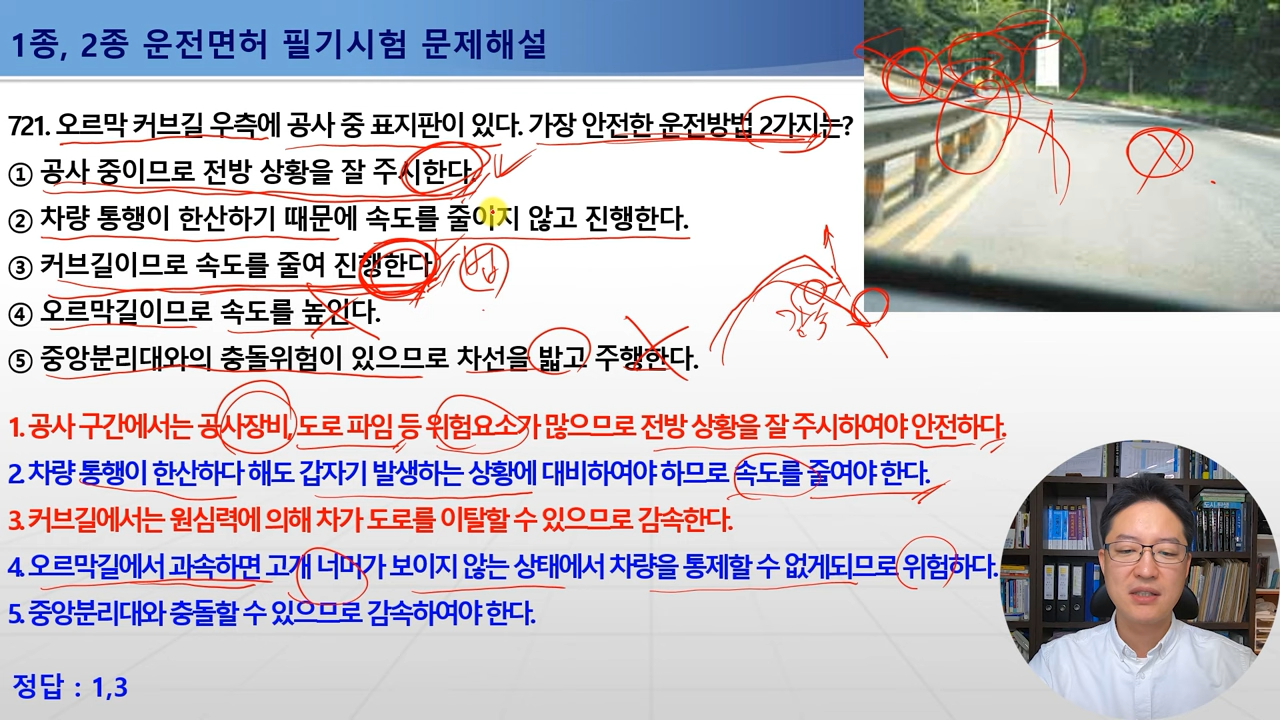 1종, 2종 운전면허 필기시험 문제해설
721. 오르막 커브길 우측에 공사 중 표지판이 있다. 가장 안전한 운전방법 2가지는?
① 공사 중이므로 전방 상황을 잘 주시한다.
② 차량 통행이 한산하기 때문에 속도를 줄이지 않고 진행한다.
③ 커브길이므로 속도를 줄여 진행한다.
법
④ 오르막길이므로 속도를 높인다.
감속
⑤ 중앙분리대와의 충돌위험이 있으므로 차선을 밟고 주행한다.
1. 공사 구간에서는 공사장비, 도로 파임 등 위험요소가 많으므로 전방 상황을 잘 주시하여야 안전하다.
2. 차량 통행이 한산하다 해도 갑자기 발생하는 상황에 대비하여야 하므로 속도를 줄여야 한다.
3. 커브길에서는 원심력에 의해 차가 도로를 이탈할 수 있으므로 감속한다.
4. 오르막길에서 과속하면 고개 너머가 보이지 않는 상태에서 차량을 통제할 수 없게되므로 위험하다.
5. 중앙분리대와 충돌할 수 있으므로 감속하여야 한다.
정답 : 1,3